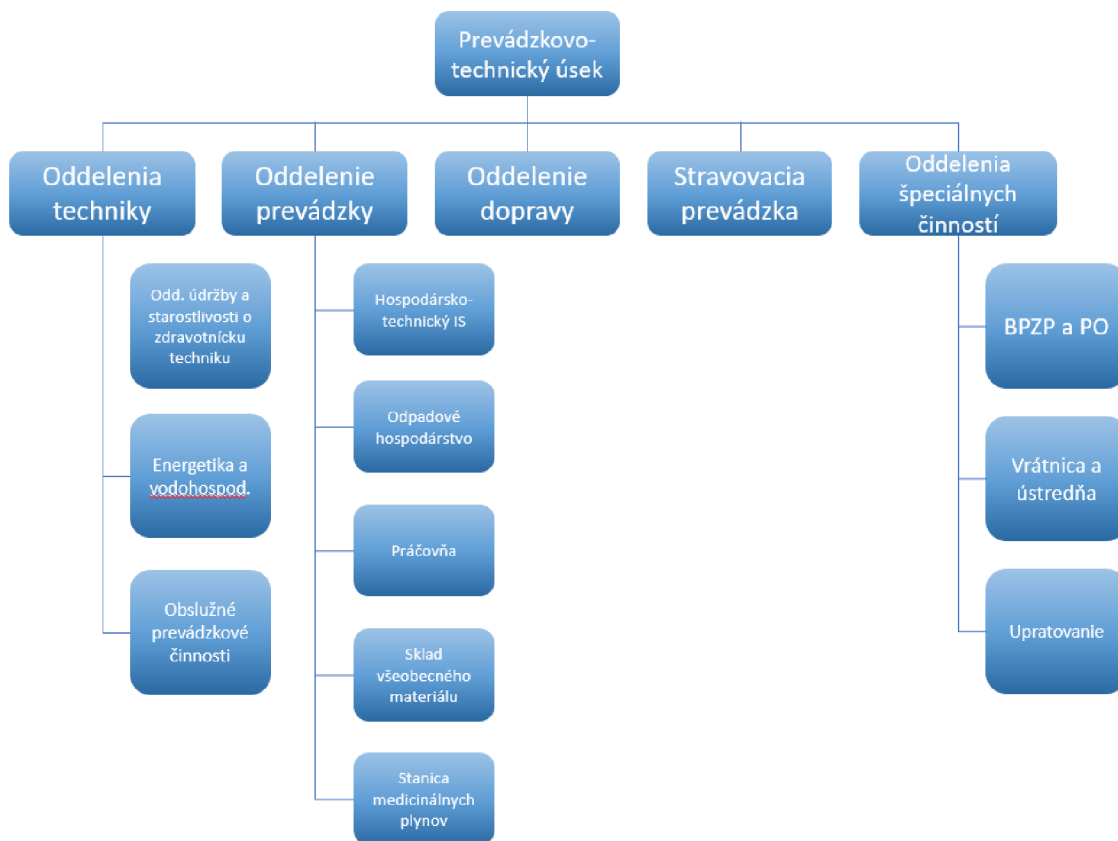 Prevádzkovo-
technický úsek
Oddelenia
techniky
Oddelenie
prevádzky
Oddelenie
dopravy
Stravovacia
prevádzka
Oddelenia
špeciálnych
činností
Odd. údržby a
starostlivosti o
zdravotnícku
techniku
Energetika a
vodohospod.
Obslužné
prevádzkové
činnosti
Hospodársko-
technický IS
Odpadové
hospodárstvo
Práčovňa
Sklad
všeobecného
materiálu
Stanica
medicinálnych
plynov
BPZP a PO
Vrátnica a
ústredňa
Upratovanie